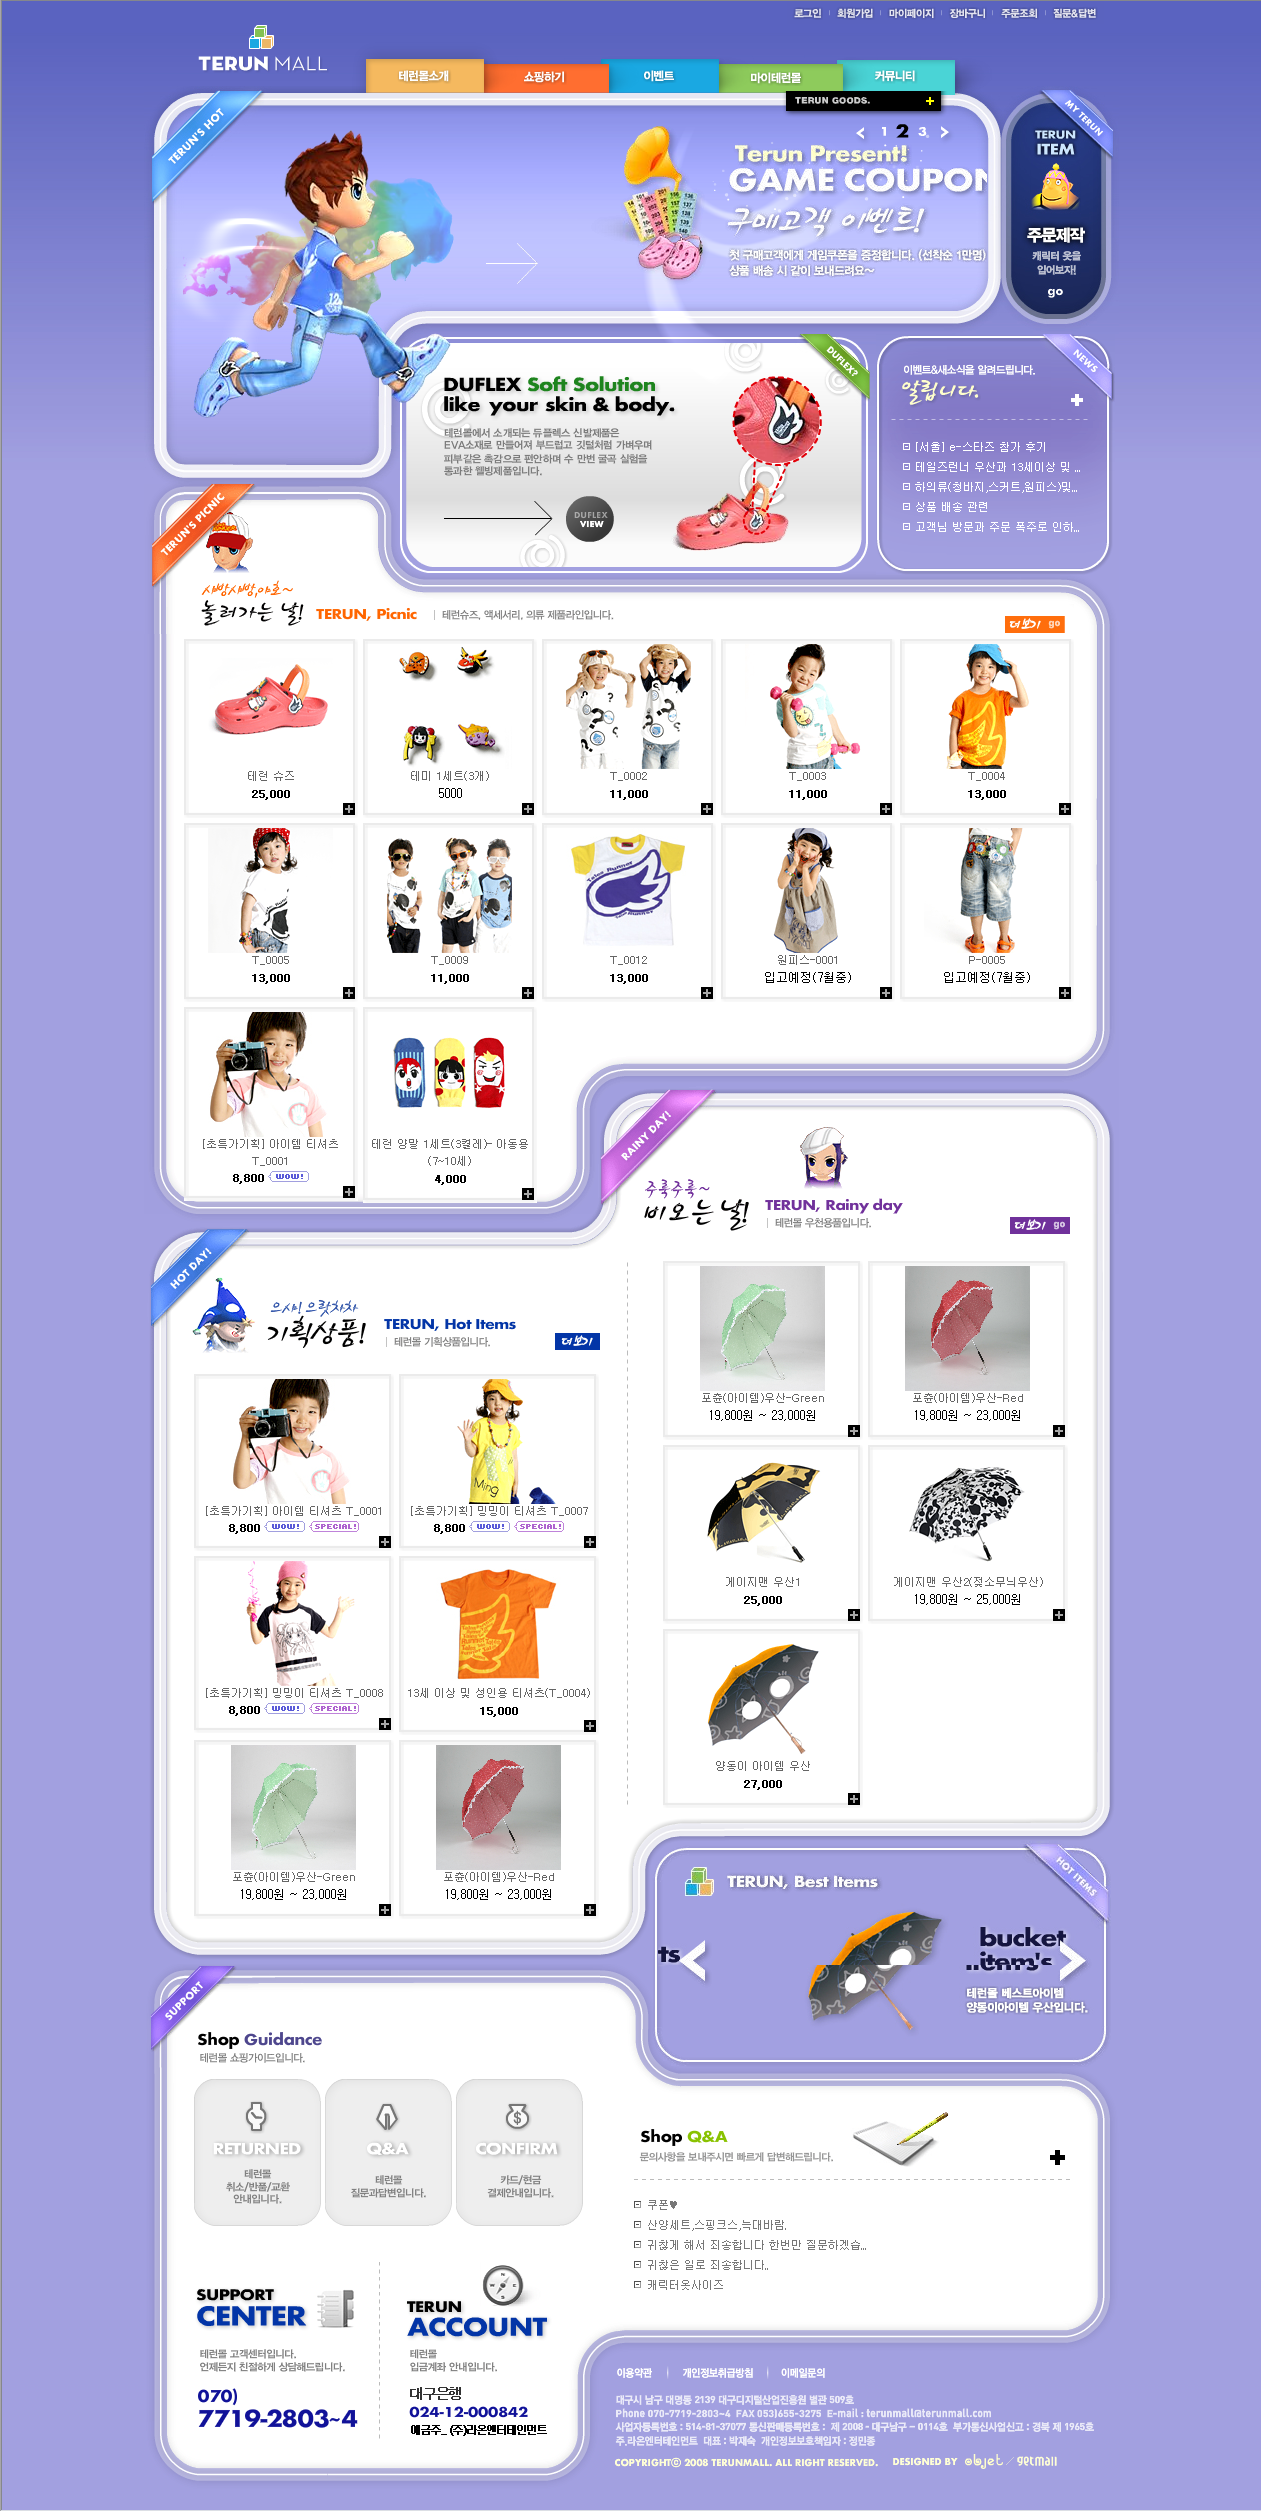 로그인 회원가입 마이페이지 장바구니 주문조회 질문&답변
TERUN MALL
테런몰소개 쇼핑하기 이벤트 마이테런몰 커뮤니티
TERUN GOODS.
TERUN'S HOT
1 2 3
Terun Present!
GAME COUPON
구매고객 이벤트!
첫 구매고객에게 게임쿠폰을 증정합니다. (선착순 1만명)
상품 배송 시 같이 보내드려요~
MY TERUN
TERUN
ITEM
주문제작
캐릭터 옷을
입어보자!
go
DUFLEX?
DUFLEX Soft Solution
like your skin & body.
테런몰에서 소개되는 듀플렉스 신발제품은
EVA소재로 만들어져 부드럽고 깃털처럼 가벼우며
피부같은 촉감으로 편안하며 수 만번 굴곡 실험을
통과한 웰빙제품입니다.
DUFLEX
VIEW
NEWS
이벤트&새소식을 알려드립니다.
알립니다.
[서울] e-스타즈 참가 후기
테일즈런너 우산과 13세이상 및 ...
하의류(청바지,스커트,원피스)및...
상품 배송 관련
고객님 방문과 주문 폭주로 인하...
TERUN'S PICNIC
사방사방,야호~
놀러가는 날!
TERUN, Picnic
테런슈즈, 액세서리, 의류 제품라인입니다.
더보기 go
테런 슈즈
25,000
테미 1세트(3개)
5000
T_0002
11,000
T_0003
11,000
T_0004
13,000
T_0005
13,000
T_0009
11,000
T_0012
13,000
원피스-0001
입고예정(7월중)
P-0005
입고예정(7월중)
[초특가기획] 아이템 티셔츠
T_0001
8,800 WOW!
테런 양말 1세트(3켤레)- 아동용
(7~10세)
4,000
RAINY DAY!
주룩주룩~
비오는 날!
TERUN, Rainy day
테런몰 우천용품입니다.
더보기 go
포츈(아이템)우산-Green
19,800원 ~ 23,000원
포츈(아이템)우산-Red
19,800원 ~ 23,000원
게이지맨 우산1
25,000
게이지맨 우산2(젖소무늬우산)
19,800원 ~ 25,000원
양동이 아이템 우산
27,000
HOT DAY!
으샤! 으랏차차
기획상품!
TERUN, Hot Items
테런몰 기획상품입니다.
더보기
[초특가기획] 아이템 티셔츠 T_0001
8,800 WOW! SPECIAL!
[초특가기획] 밍밍이 티셔츠 T_0007
8,800 WOW! SPECIAL!
[초특가기획] 밍밍이 티셔츠 T_0008
8,800 WOW! SPECIAL!
13세 이상 및 성인용 티셔츠(T_0004)
15,000
포츈(아이템)우산-Green
19,800원 ~ 23,000원
포츈(아이템)우산-Red
19,800원 ~ 23,000원
HOT ITEMS
TERUN, Best Items
ts
bucket
item's
테런몰 베스트아이템
양동이아이템 우산입니다.
SUPPORT
Shop Guidance
테런몰 쇼핑가이드입니다.
RETURNED
테런몰
취소/반품/교환
안내입니다.
Q&A
테런몰
질문과답변입니다.
CONFIRM
카드/현금
결제안내입니다.
Shop Q&A
문의사항을 보내주시면 빠르게 답변해드립니다.
쿠폰♥
산양세트,스핑크스,늑대바람.
귀찮게 해서 죄송합니다 한번만 질문하겠습...
귀찮은 일로 죄송합니다..
캐릭터옷사이즈
SUPPORT
CENTER
테런몰 고객센터입니다.
언제든지 친절하게 상담해드립니다.
070)
7719-2803~4
TERUN
ACCOUNT
테런몰
입금계좌 안내입니다.
대구은행
024-12-000842
예금주_ (주)라온엔터테인먼트
이용약관 개인정보취급방침 이메일문의
대구시 남구 대명동 2139 대구디지털산업진흥원 별관 509호
Phone 070-7719-2803~4 FAX 053)655-3275 E-mail : terunmall@terunmall.com
사업자등록번호 : 514-81-37077 통신판매등록번호 : 제 2008 - 대구남구 - 0114호 부가통신사업신고 : 경북 제 1965호
주.라온엔터테인먼트 대표 : 박재숙 개인정보보호책임자 : 정민종
COPYRIGHTⓒ 2008 TERUNMALL. ALL RIGHT RESERVED. DESIGNED BY objet / getmall